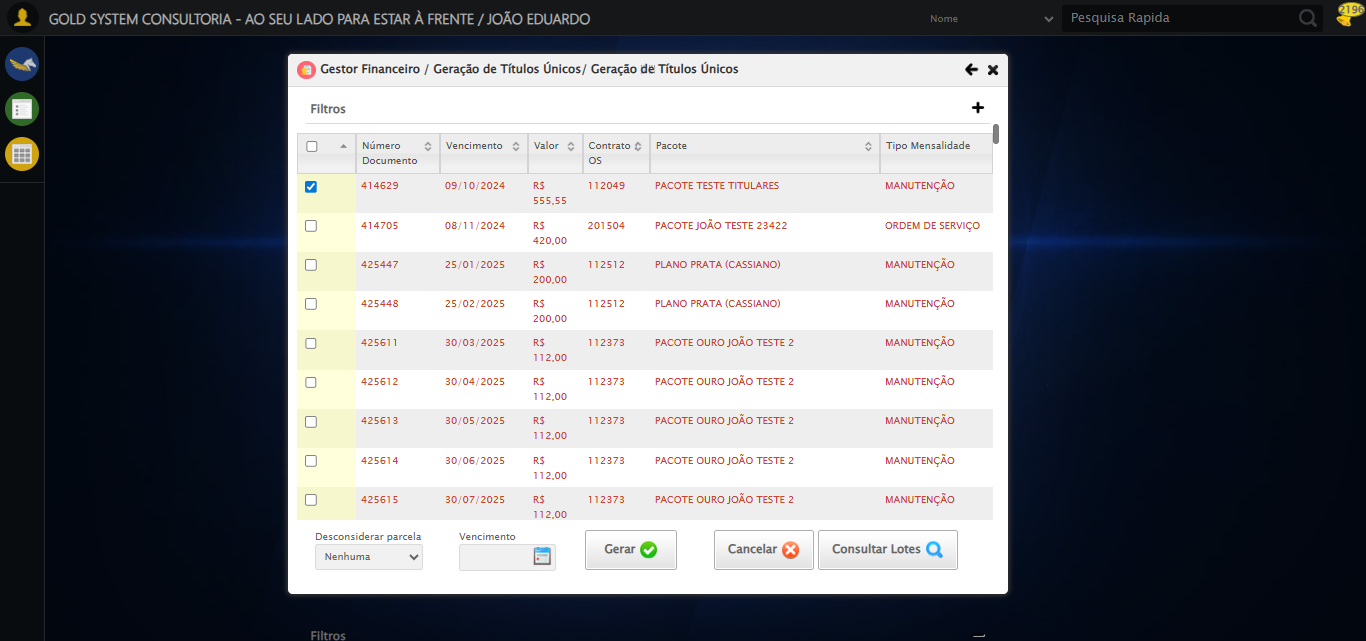 GOLD SYSTEM CONSULTORIA - AO SEU LADO PARA ESTAR À FRENTE / JOÃO EDUARDO
Nome
Pesquisa Rapida
2196
Gestor Financeiro / Geração de Títulos Únicos/ Geração de Títulos Únicos
Filtros
Número Documento
Vencimento
Valor
Contrato OS
Pacote
Tipo Mensalidade
414629 09/10/2024 R$ 555,55 112049 PACOTE TESTE TITULARES MANUTENÇÃO
414705 08/11/2024 R$ 420,00 201504 PACOTE JOÃO TESTE 23422 ORDEM DE SERVIÇO
425447 25/01/2025 R$ 200,00 112512 PLANO PRATA (CASSIANO) MANUTENÇÃO
425448 25/02/2025 R$ 200,00 112512 PLANO PRATA (CASSIANO) MANUTENÇÃO
425611 30/03/2025 R$ 112,00 112373 PACOTE OURO JOÃO TESTE 2 MANUTENÇÃO
425612 30/04/2025 R$ 112,00 112373 PACOTE OURO JOÃO TESTE 2 MANUTENÇÃO
425613 30/05/2025 R$ 112,00 112373 PACOTE OURO JOÃO TESTE 2 MANUTENÇÃO
425614 30/06/2025 R$ 112,00 112373 PACOTE OURO JOÃO TESTE 2 MANUTENÇÃO
425615 30/07/2025 R$ 112,00 112373 PACOTE OURO JOÃO TESTE 2 MANUTENÇÃO
Desconsiderar parcela
Nenhuma
Vencimento
Gerar
Cancelar
Consultar Lotes
Filtros